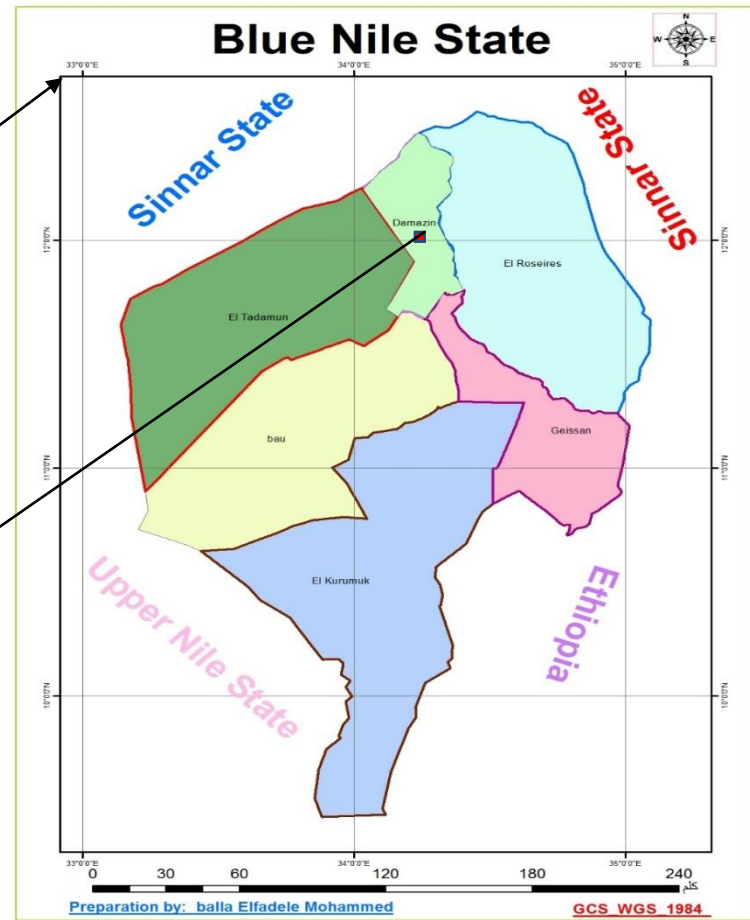 Blue Nile State
N
W E
S
33°0'0"E 34°0'0"E 35°0'0"E
Sinnar State
Sinnar State
Damazin
12°0'0"N 12°0'0"N
El Roseires
El Tadamun
Geissan
bau
11°0'0"N 11°0'0"N
El Kurumuk
Upper Nile State
Ethiopia
10°0'0"N 10°0'0"N
33°0'0"E 34°0'0"E 35°0'0"E
0 30 60 120 180 240
كلم
Preparation by: balla Elfadele Mohammed
GCS_WGS_1984